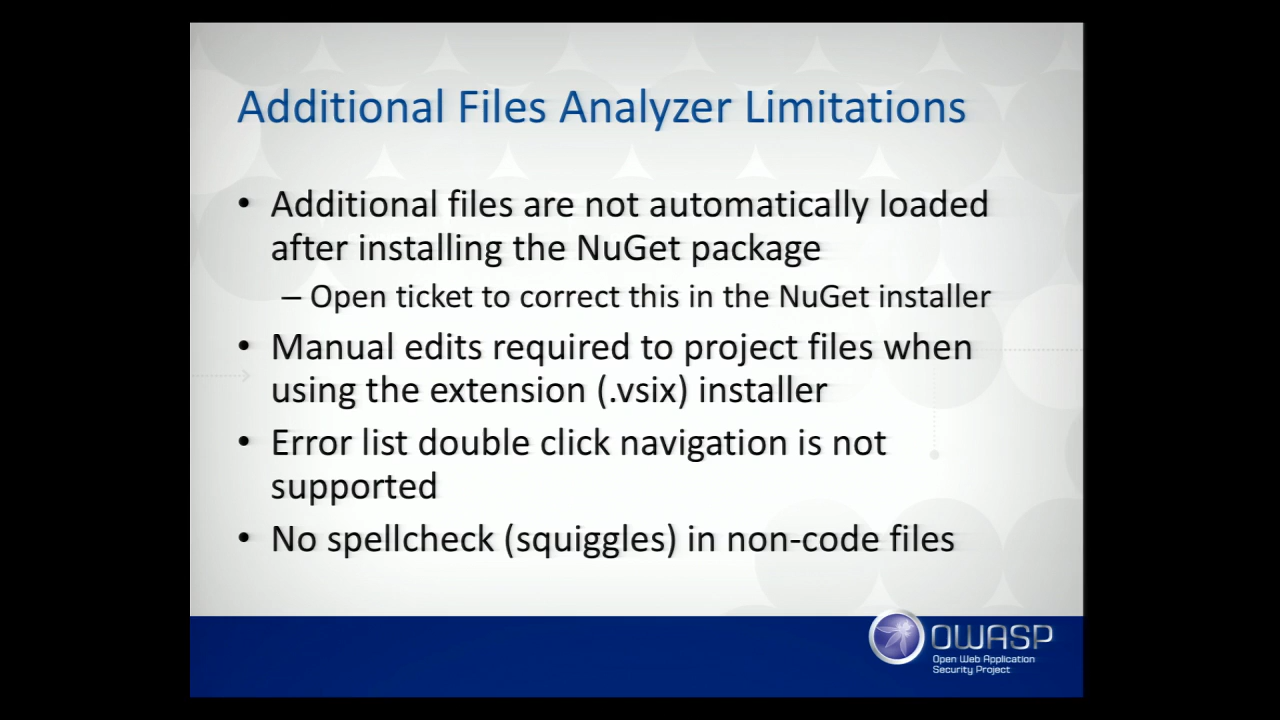 Additional Files Analyzer Limitations
• Additional files are not automatically loaded
after installing the NuGet package
– Open ticket to correct this in the NuGet installer
• Manual edits required to project files when
using the extension (.vsix) installer
• Error list double click navigation is not
supported
• No spellcheck (squiggles) in non-code files
OWASP
Open Web Application
Security Project